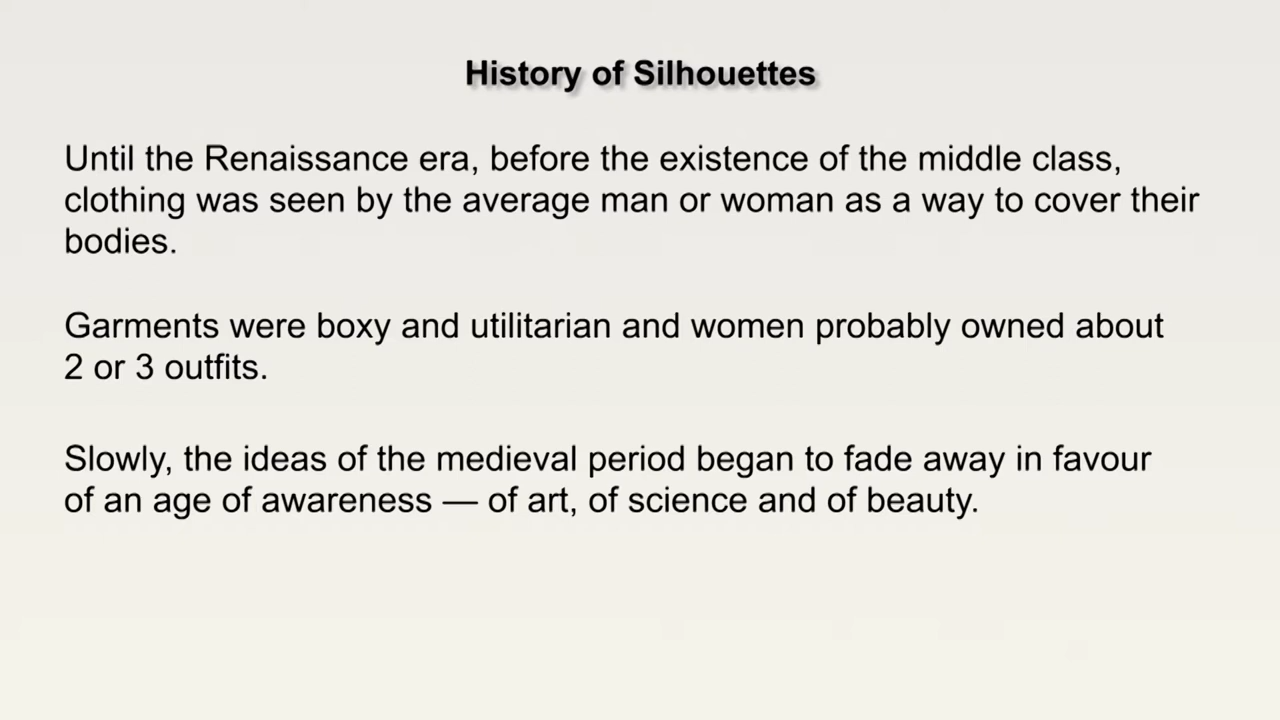 History of Silhouettes
Until the Renaissance era, before the existence of the middle class,
clothing was seen by the average man or woman as a way to cover their
bodies.
Garments were boxy and utilitarian and women probably owned about
2 or 3 outfits.
Slowly, the ideas of the medieval period began to fade away in favour
of an age of awareness — of art, of science and of beauty.